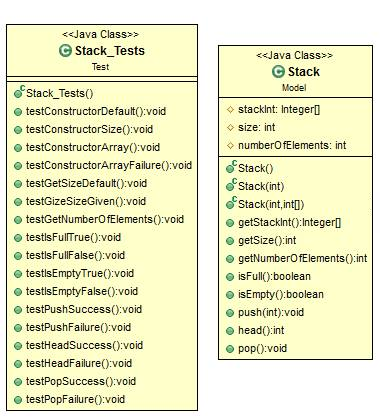 <<Java Class>>
Stack_Tests
Test
Stack_Tests()
testConstructorDefault():void
testConstructorSize():void
testConstructorArray():void
testConstructorArrayFailure():void
testGetSizeDefault():void
testGizeSizeGiven():void
testGetNumberOfElements():void
testIsFullTrue():void
testIsFullFalse():void
testIsEmptyTrue():void
testIsEmptyFalse():void
testPushSuccess():void
testPushFailure():void
testHeadSuccess():void
testHeadFailure():void
testPopSuccess():void
testPopFailure():void
<<Java Class>>
Stack
Model
stackInt: Integer[]
size: int
numberOfElements: int
Stack()
Stack(int)
Stack(int,int[])
getStackInt():Integer[]
getSize():int
getNumberOfElements():int
isFull():boolean
isEmpty():boolean
push(int):void
head():int
pop():void